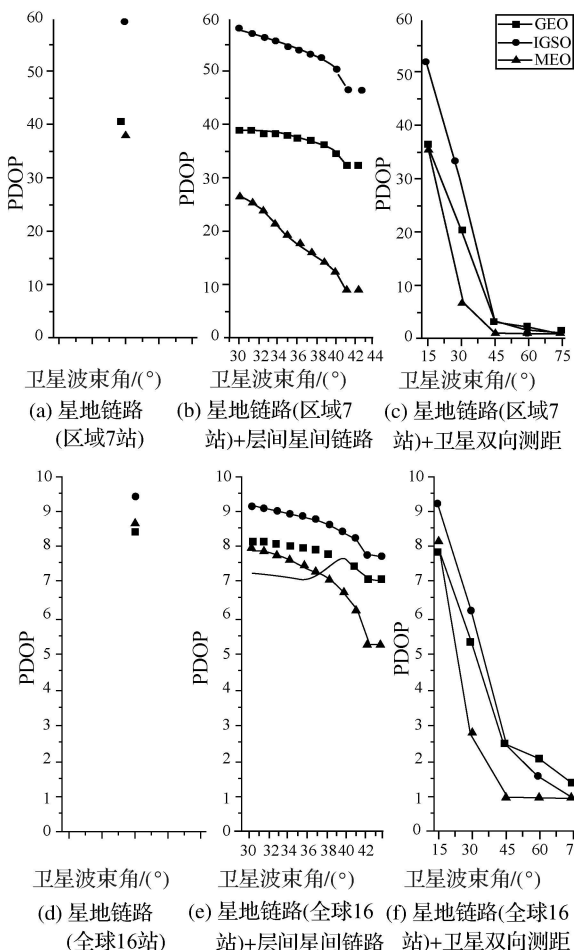 60
50
40
30
20
10
0
PDOP
卫星波束角/(°)
(a) 星地链路
(区域7站)
60
50
40
30
20
10
0
PDOP
30 32 34 36 38 40 42 44
卫星波束角/(°)
(b) 星地链路(区域7
站)+层间星间链路
60
50
40
30
20
10
0
PDOP
GEO
IGSO
MEO
15 30 45 60 75
卫星波束角/(°)
(c) 星地链路(区域7
站)+卫星双向测距
10
9
8
7
6
5
4
3
2
1
0
PDOP
卫星波束角/(°)
(d) 星地链路
(全球16站)
10
9
8
7
6
5
4
3
2
1
0
PDOP
30 32 34 36 38 40 42
卫星波束角/(°)
(e) 星地链路(全球16
站)+层间星间链路
10
9
8
7
6
5
4
3
2
1
0
PDOP
15 30 45 60 7
卫星波束角/(°)
(f) 星地链路(全球16
站)+卫星双向测距